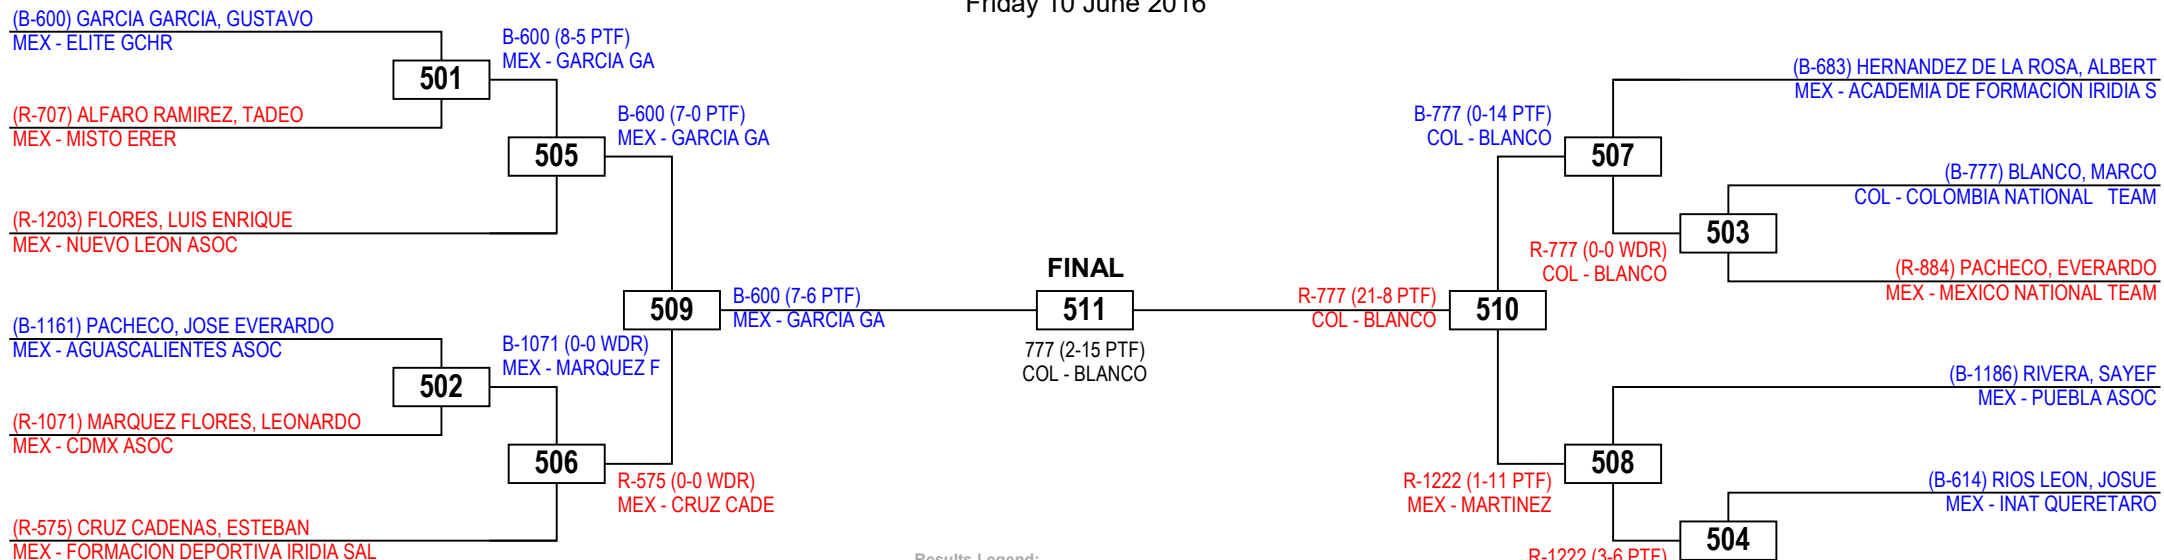 Friday 10 June 2016
(B-600) GARCIA GARCIA, GUSTAVO
MEX - ELITE GCHR
B-600 (8-5 PTF)
MEX - GARCIA GA
501
(R-707) ALFARO RAMIREZ, TADEO
MEX - MISTO ERER
B-600 (7-0 PTF)
MEX - GARCIA GA
505
(R-1203) FLORES, LUIS ENRIQUE
MEX - NUEVO LEON ASOC
509
B-600 (7-6 PTF)
MEX - GARCIA GA
(B-1161) PACHECO, JOSE EVERARDO
MEX - AGUASCALIENTES ASOC
B-1071 (0-0 WDR)
MEX - MARQUEZ F
502
(R-1071) MARQUEZ FLORES, LEONARDO
MEX - CDMX ASOC
506
R-575 (0-0 WDR)
MEX - CRUZ CADE
(R-575) CRUZ CADENAS, ESTEBAN
MEX - FORMACION DEPORTIVA IRIDIA SAL
FINAL
511
777 (2-15 PTF)
COL - BLANCO
(B-683) HERNANDEZ DE LA ROSA, ALBERT
MEX - ACADEMIA DE FORMACIÓN IRIDIA S
B-777 (0-14 PTF)
COL - BLANCO
507
(B-777) BLANCO, MARCO
COL - COLOMBIA NATIONAL TEAM
503
R-777 (0-0 WDR)
COL - BLANCO
(R-884) PACHECO, EVERARDO
MEX - MEXICO NATIONAL TEAM
R-777 (21-8 PTF)
COL - BLANCO
510
(B-1186) RIVERA, SAYEF
MEX - PUEBLA ASOC
508
R-1222 (1-11 PTF)
MEX - MARTINEZ
(B-614) RIOS LEON, JOSUE
MEX - INAT QUERETARO
504
R-1222 (3-6 PTF)
Results Legend: